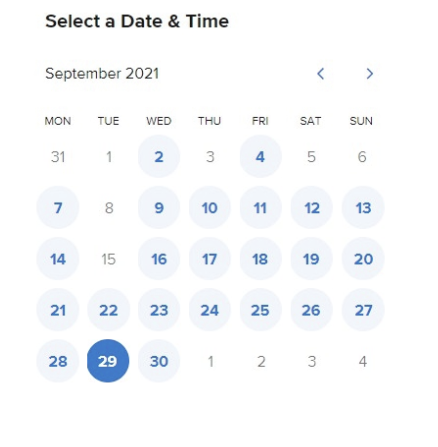 Select a Date & Time
September 2021
MON TUE WED THU FRI SAT SUN
31 1 2 3 4 5 6
7 8 9 10 11 12 13
14 15 16 17 18 19 20
21 22 23 24 25 26 27
28 29 30 1 2 3 4